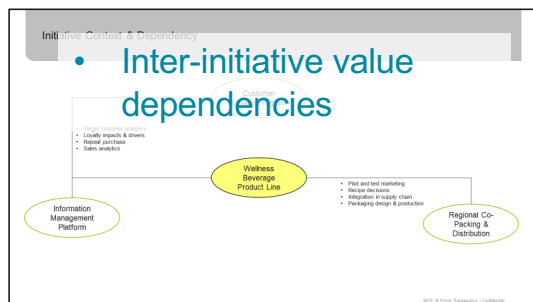 Initiative Context & Dependency
• Inter-initiative value
dependencies
Customer
• Target customer analytics
• Loyalty impacts & drivers
• Repeat purchase
• Sales analytics
Wellness
Beverage
Product Line
• Pilot and test marketing
• Recipe decisions
• Integration in supply chain
• Packaging design & production
Information
Management
Platform
Regional Co-
Packing &
Distribution